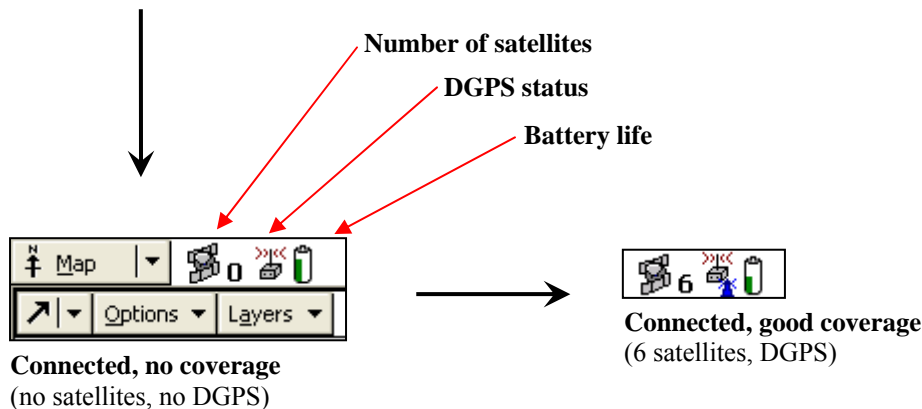 Number of satellites
DGPS status
Battery life
N
Map
0
Options
Layers
6
Connected, no coverage
(no satellites, no DGPS)
Connected, good coverage
(6 satellites, DGPS)